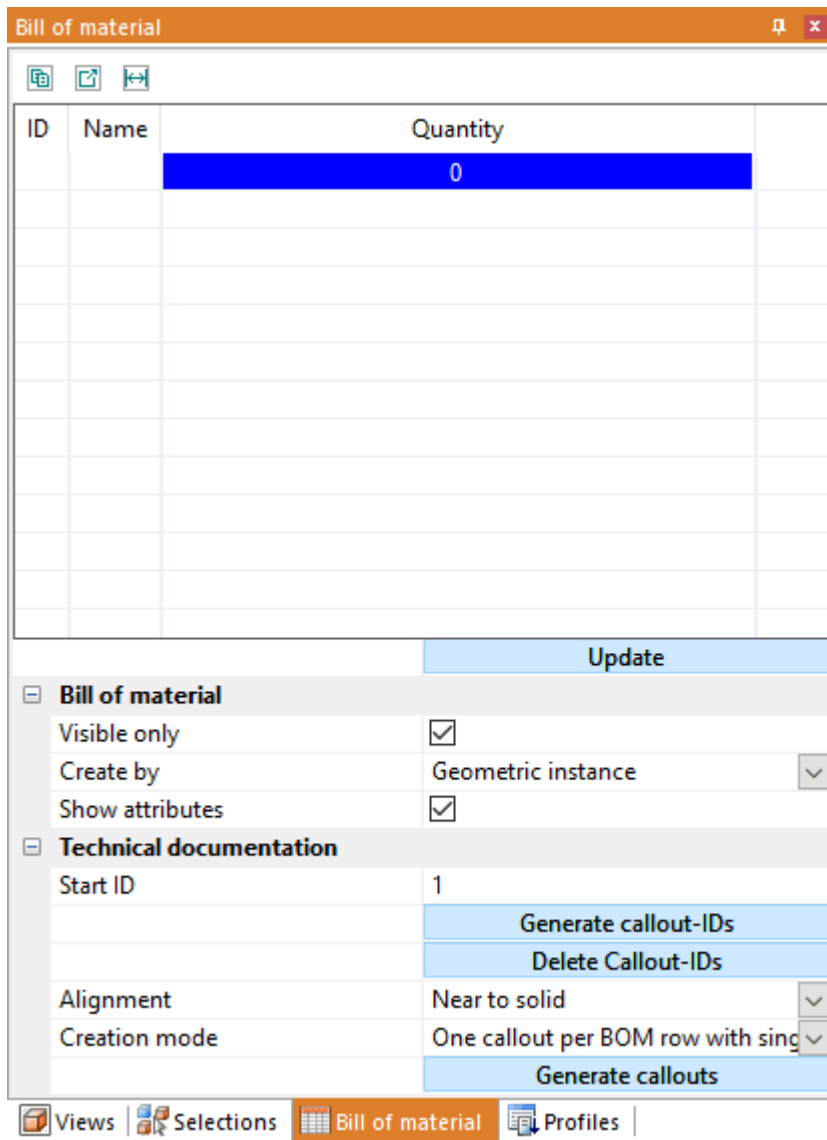 Bill of material
ID Name Quantity
0
Update
Bill of material
Visible only
Create by Geometric instance
Show attributes
Technical documentation
Start ID 1
Generate callout-IDs
Delete Callout-IDs
Alignment Near to solid
Creation mode One callout per BOM row with sing
Generate callouts
Views Selections Bill of material Profiles